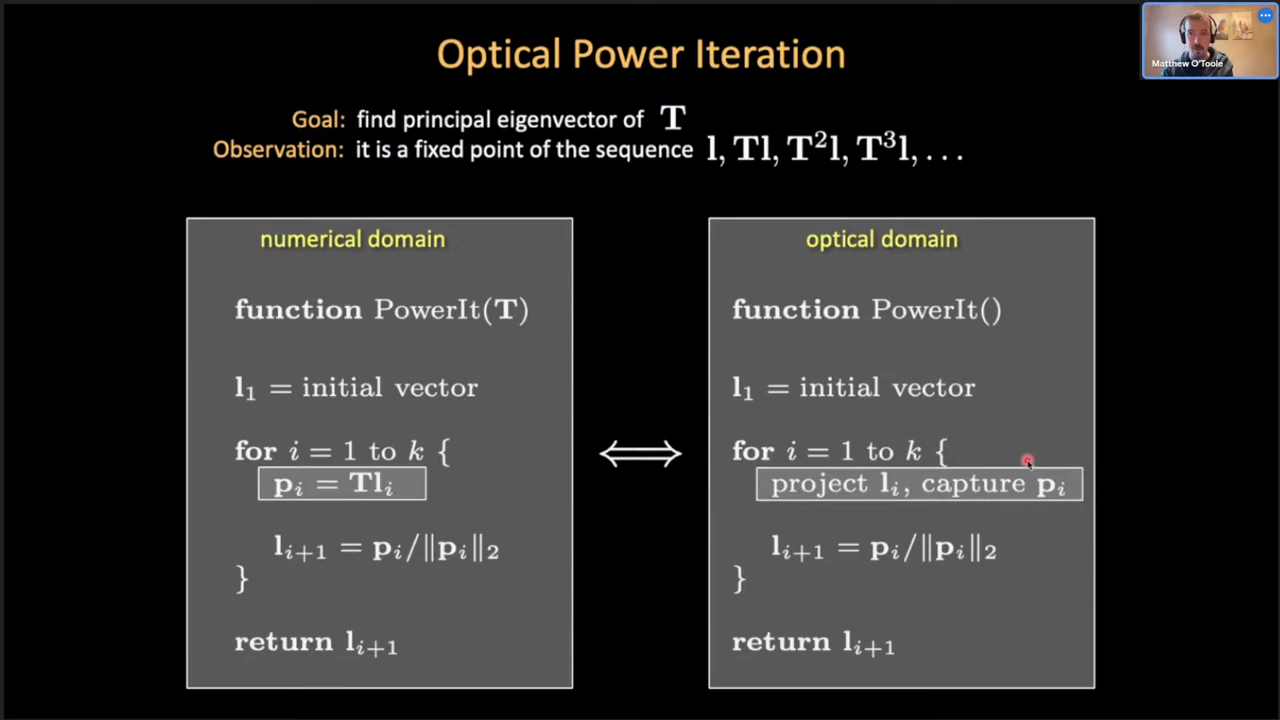 Optical Power Iteration
Matthew O'Toole
Goal: find principal eigenvector of T
Observation: it is a fixed point of the sequence l, Tl, T²l, T³l, . . .
numerical domain
function PowerIt(T)
l₁ = initial vector
for i = 1 to k {
pᵢ = Tlᵢ
lᵢ₊₁ = pᵢ/‖pᵢ‖₂
}
return lᵢ₊₁
⟺
optical domain
function PowerIt()
l₁ = initial vector
for i = 1 to k {
project lᵢ, capture pᵢ
lᵢ₊₁ = pᵢ/‖pᵢ‖₂
}
return lᵢ₊₁